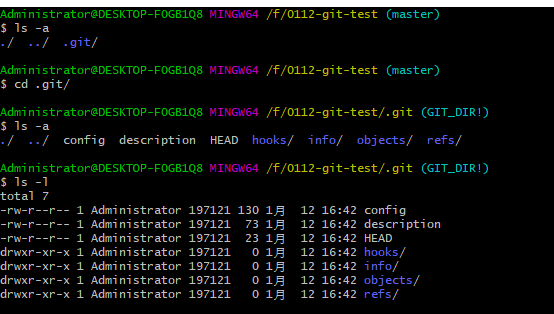 Administrator@DESKTOP-F0GB1Q8 MINGW64 /f/0112-git-test (master)
$ ls -a
./  ../  .git/

Administrator@DESKTOP-F0GB1Q8 MINGW64 /f/0112-git-test (master)
$ cd .git/

Administrator@DESKTOP-F0GB1Q8 MINGW64 /f/0112-git-test/.git (GIT_DIR!)
$ ls -a
./  ../  config  description  HEAD  hooks/  info/  objects/  refs/

Administrator@DESKTOP-F0GB1Q8 MINGW64 /f/0112-git-test/.git (GIT_DIR!)
$ ls -l
total 7
-rw-r--r-- 1 Administrator 197121 130 1月  12 16:42 config
-rw-r--r-- 1 Administrator 197121  73 1月  12 16:42 description
-rw-r--r-- 1 Administrator 197121  23 1月  12 16:42 HEAD
drwxr-xr-x 1 Administrator 197121   0 1月  12 16:42 hooks/
drwxr-xr-x 1 Administrator 197121   0 1月  12 16:42 info/
drwxr-xr-x 1 Administrator 197121   0 1月  12 16:42 objects/
drwxr-xr-x 1 Administrator 197121   0 1月  12 16:42 refs/